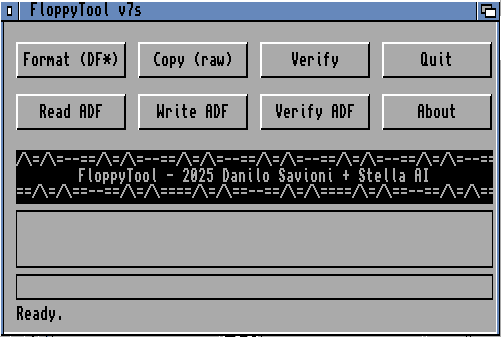 FloppyTool v7s
Format (DF*) Copy (raw) Verify Quit
Read ADF Write ADF Verify ADF About
/\=/\=--==/\=/\=--==/\=/\=--==/\=/\=--==/\=/\=--==/\=/\=--==
FloppyTool - 2025 Danilo Savioni + Stella AI
==/\=/\=--==/\=/\====/\=/\=--==/\=/\====/\=/\=--==/\=/\====/\=
Ready.